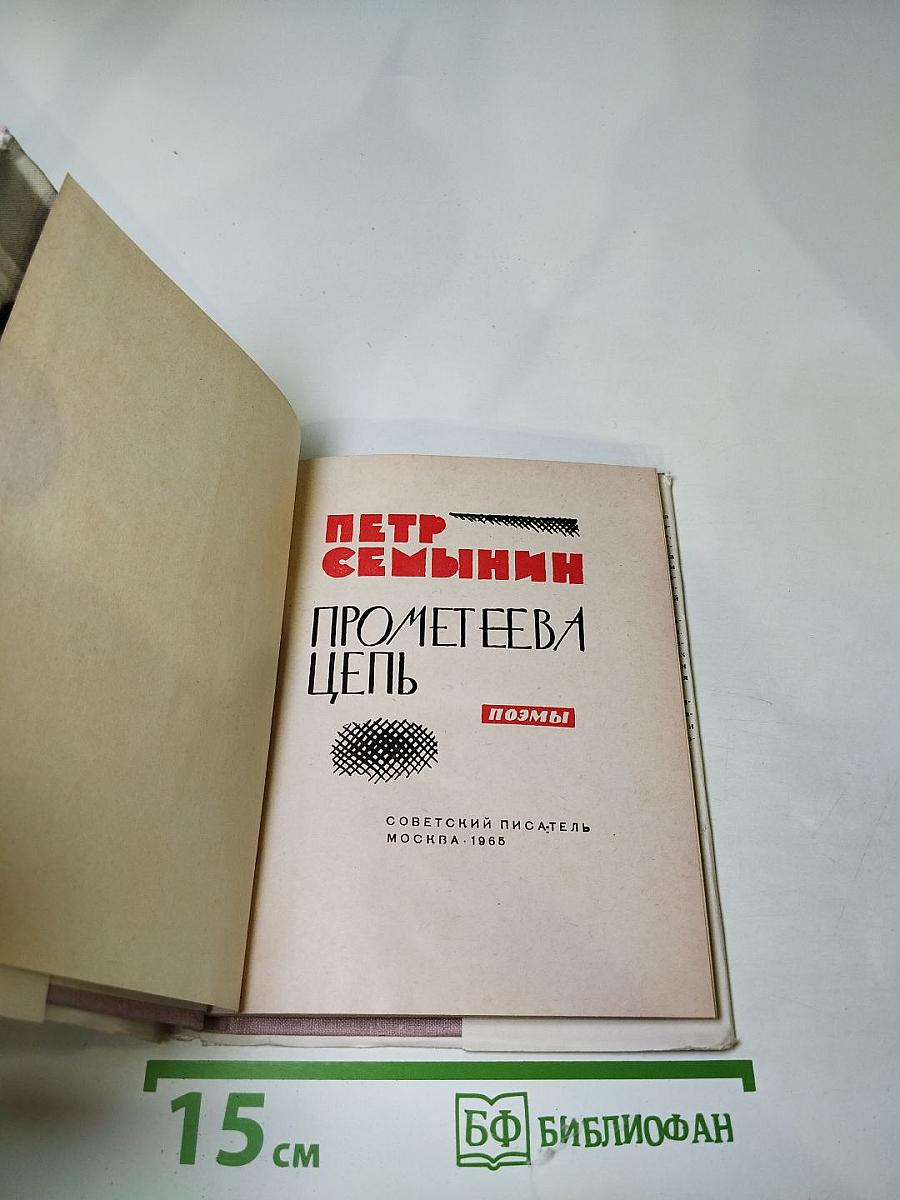 ПЕТР
СЕМЫНИН
ПРОМЕТЕЕВА
ЦЕПЬ
ПОЭМЫ
СОВЕТСКИЙ ПИСАТЕЛЬ
МОСКВА · 1965
15 см
БФ БИБЛИОФАН